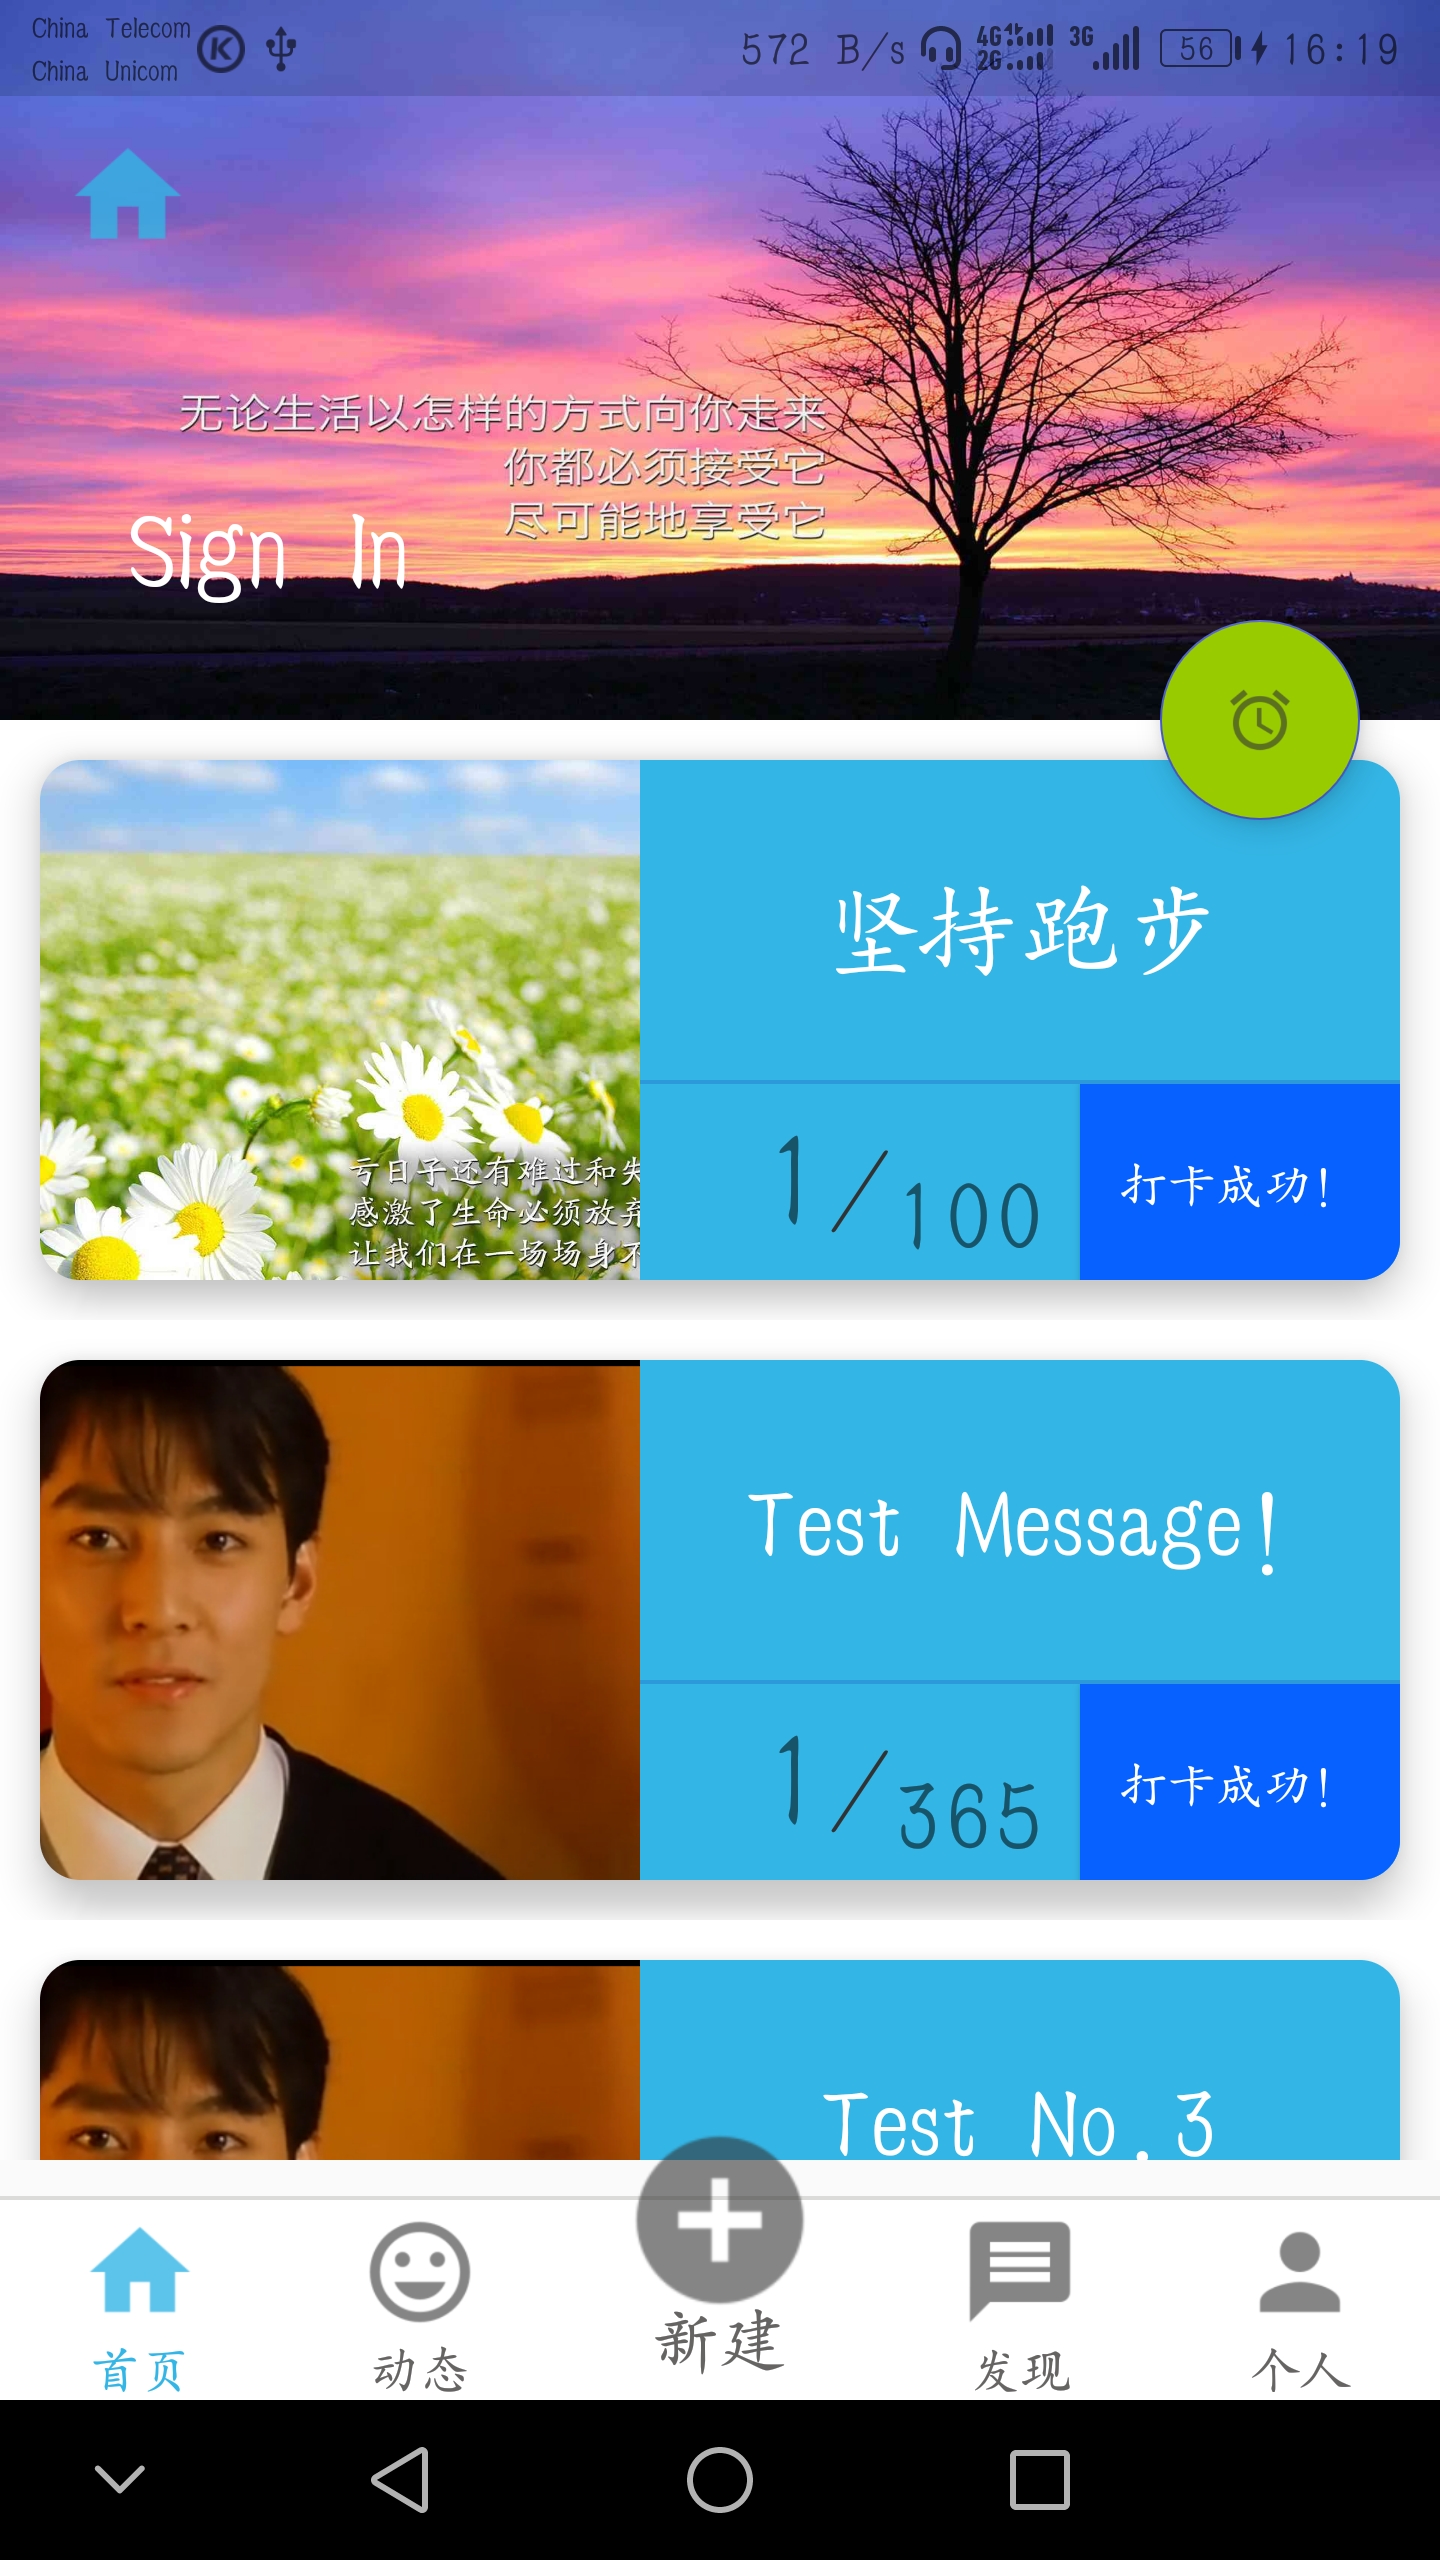 China Telecom
China Unicom
572 B/s 4G 2G 3G 56 16:19
无论生活以怎样的方式向你走来
你都必须接受它
尽可能地享受它
Sign In
坚持跑步
亏日子还有难过和失
感激了生命必须放弃
让我们在一场场身不
1/100
打卡成功!
Test Message!
1/365
打卡成功!
Test No.3
首页
动态
新建
发现
个人